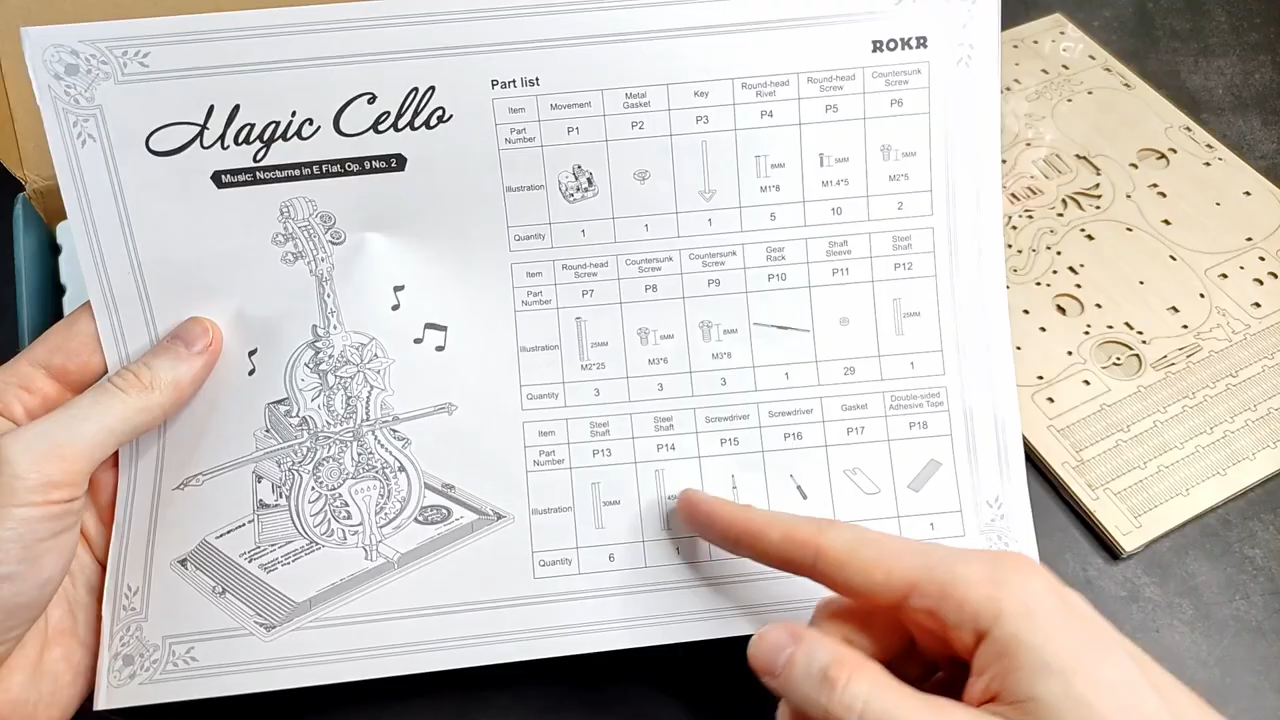 ROKR
Magic Cello
Music: Nocturne in E Flat, Op. 9 No. 2
Part list
Item Movement Metal Gasket Key Round-head Rivet Round-head Screw Countersunk Screw
Part Number P1 P2 P3 P4 P5 P6
Illustration 8MM M1*8 5MM M1.4*5 5MM M2*5
Quantity 1 1 1 5 10 2
Item Round-head Screw Countersunk Screw Countersunk Screw Gear Rack Shaft Sleeve Steel Shaft
Part Number P7 P8 P9 P10 P11 P12
Illustration 25MM M2*25 6MM M3*6 8MM M3*8 25MM
Quantity 3 3 3 1 29 1
Item Steel Shaft Steel Shaft Screwdriver Screwdriver Gasket Double-sided Adhesive Tape
Part Number P13 P14 P15 P16 P17 P18
Illustration 30MM
Quantity 6 1 1